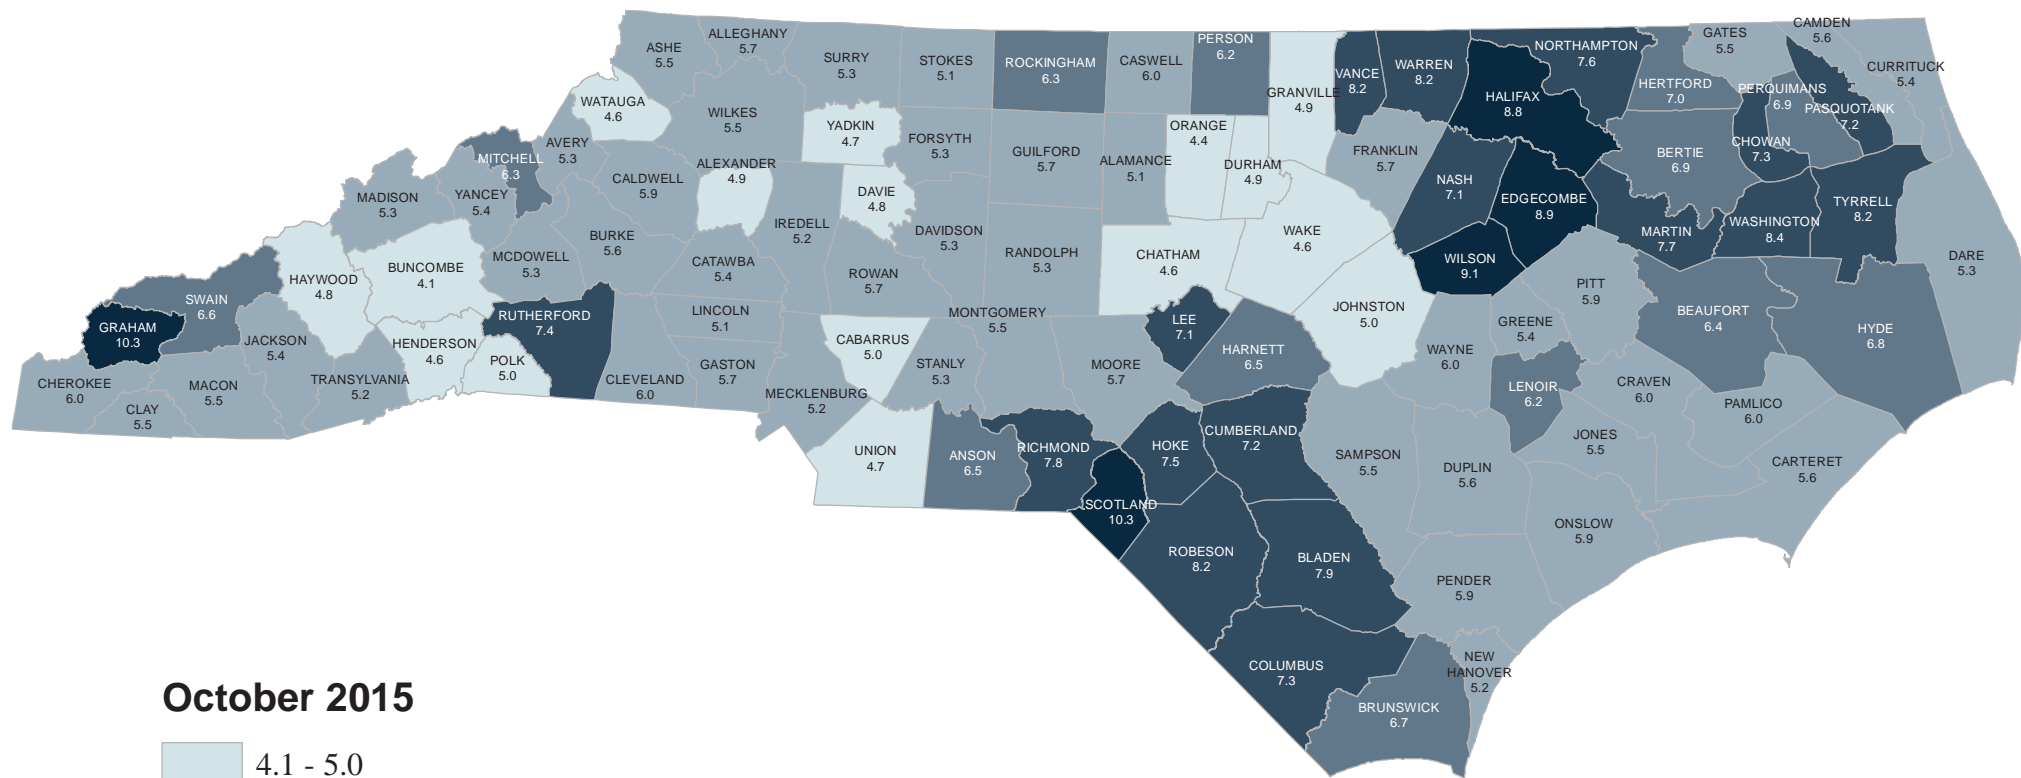 CAMDEN
5.6
ALLEGHANY
5.7
GATES
5.5
PERSON
6.2
ASHE
5.5
NORTHAMPTON
7.6
SURRY
5.3
STOKES
5.1
ROCKINGHAM
6.3
CASWELL
6.0
VANCE
8.2
WARREN
8.2
CURRITUCK
5.4
HERTFORD
7.0
PERQUIMANS
6.9
GRANVILLE
4.9
HALIFAX
8.8
WATAUGA
4.6
PASQUOTANK
7.2
WILKES
5.5
YADKIN
4.7
ORANGE
4.4
FORSYTH
5.3
AVERY
5.3
CHOWAN
7.3
GUILFORD
5.7
FRANKLIN
5.7
BERTIE
6.9
MITCHELL
6.3
ALAMANCE
5.1
ALEXANDER
4.9
DURHAM
4.9
CALDWELL
5.9
NASH
7.1
DAVIE
4.8
YANCEY
5.4
MADISON
5.3
EDGECOMBE
8.9
TYRRELL
8.2
IREDELL
5.2
WASHINGTON
8.4
DAVIDSON
5.3
WAKE
4.6
MARTIN
7.7
BURKE
5.6
RANDOLPH
5.3
CHATHAM
4.6
DARE
5.3
MCDOWELL
5.3
WILSON
9.1
CATAWBA
5.4
BUNCOMBE
4.1
ROWAN
5.7
HAYWOOD
4.8
PITT
5.9
SWAIN
6.6
JOHNSTON
5.0
LINCOLN
5.1
BEAUFORT
6.4
MONTGOMERY
5.5
RUTHERFORD
7.4
LEE
7.1
GREENE
5.4
GRAHAM
10.3
HYDE
6.8
CABARRUS
5.0
JACKSON
5.4
HENDERSON
4.6
HARNETT
6.5
WAYNE
6.0
POLK
5.0
GASTON
5.7
STANLY
5.3
MOORE
5.7
TRANSYLVANIA
5.2
CLEVELAND
6.0
CRAVEN
6.0
CHEROKEE
6.0
MACON
5.5
LENOIR
6.2
MECKLENBURG
5.2
PAMLICO
6.0
CLAY
5.5
CUMBERLAND
7.2
JONES
5.5
HOKE
7.5
RICHMOND
7.8
UNION
4.7
ANSON
6.5
SAMPSON
5.5
CARTERET
5.6
DUPLIN
5.6
SCOTLAND
10.3
ONSLOW
5.9
ROBESON
8.2
BLADEN
7.9
PENDER
5.9
NEW
HANOVER
5.2
COLUMBUS
7.3
BRUNSWICK
6.7
October 2015
4.1 - 5.0